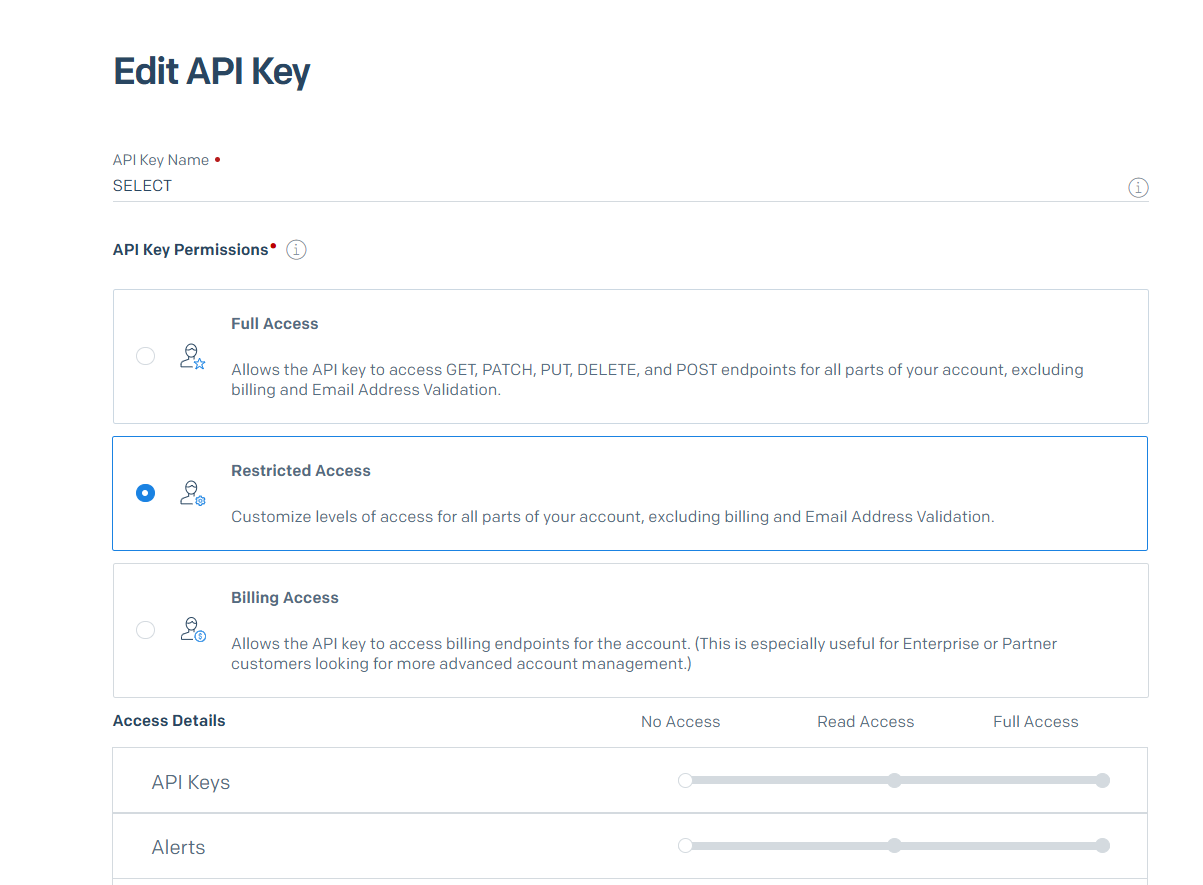 Edit API Key
API Key Name
SELECT
API Key Permissions
Full Access
Allows the API key to access GET, PATCH, PUT, DELETE, and POST endpoints for all parts of your account, excluding
billing and Email Address Validation.
Restricted Access
Customize levels of access for all parts of your account, excluding billing and Email Address Validation.
Billing Access
Allows the API key to access billing endpoints for the account. (This is especially useful for Enterprise or Partner
customers looking for more advanced account management.)
Access Details No Access Read Access Full Access
API Keys
Alerts